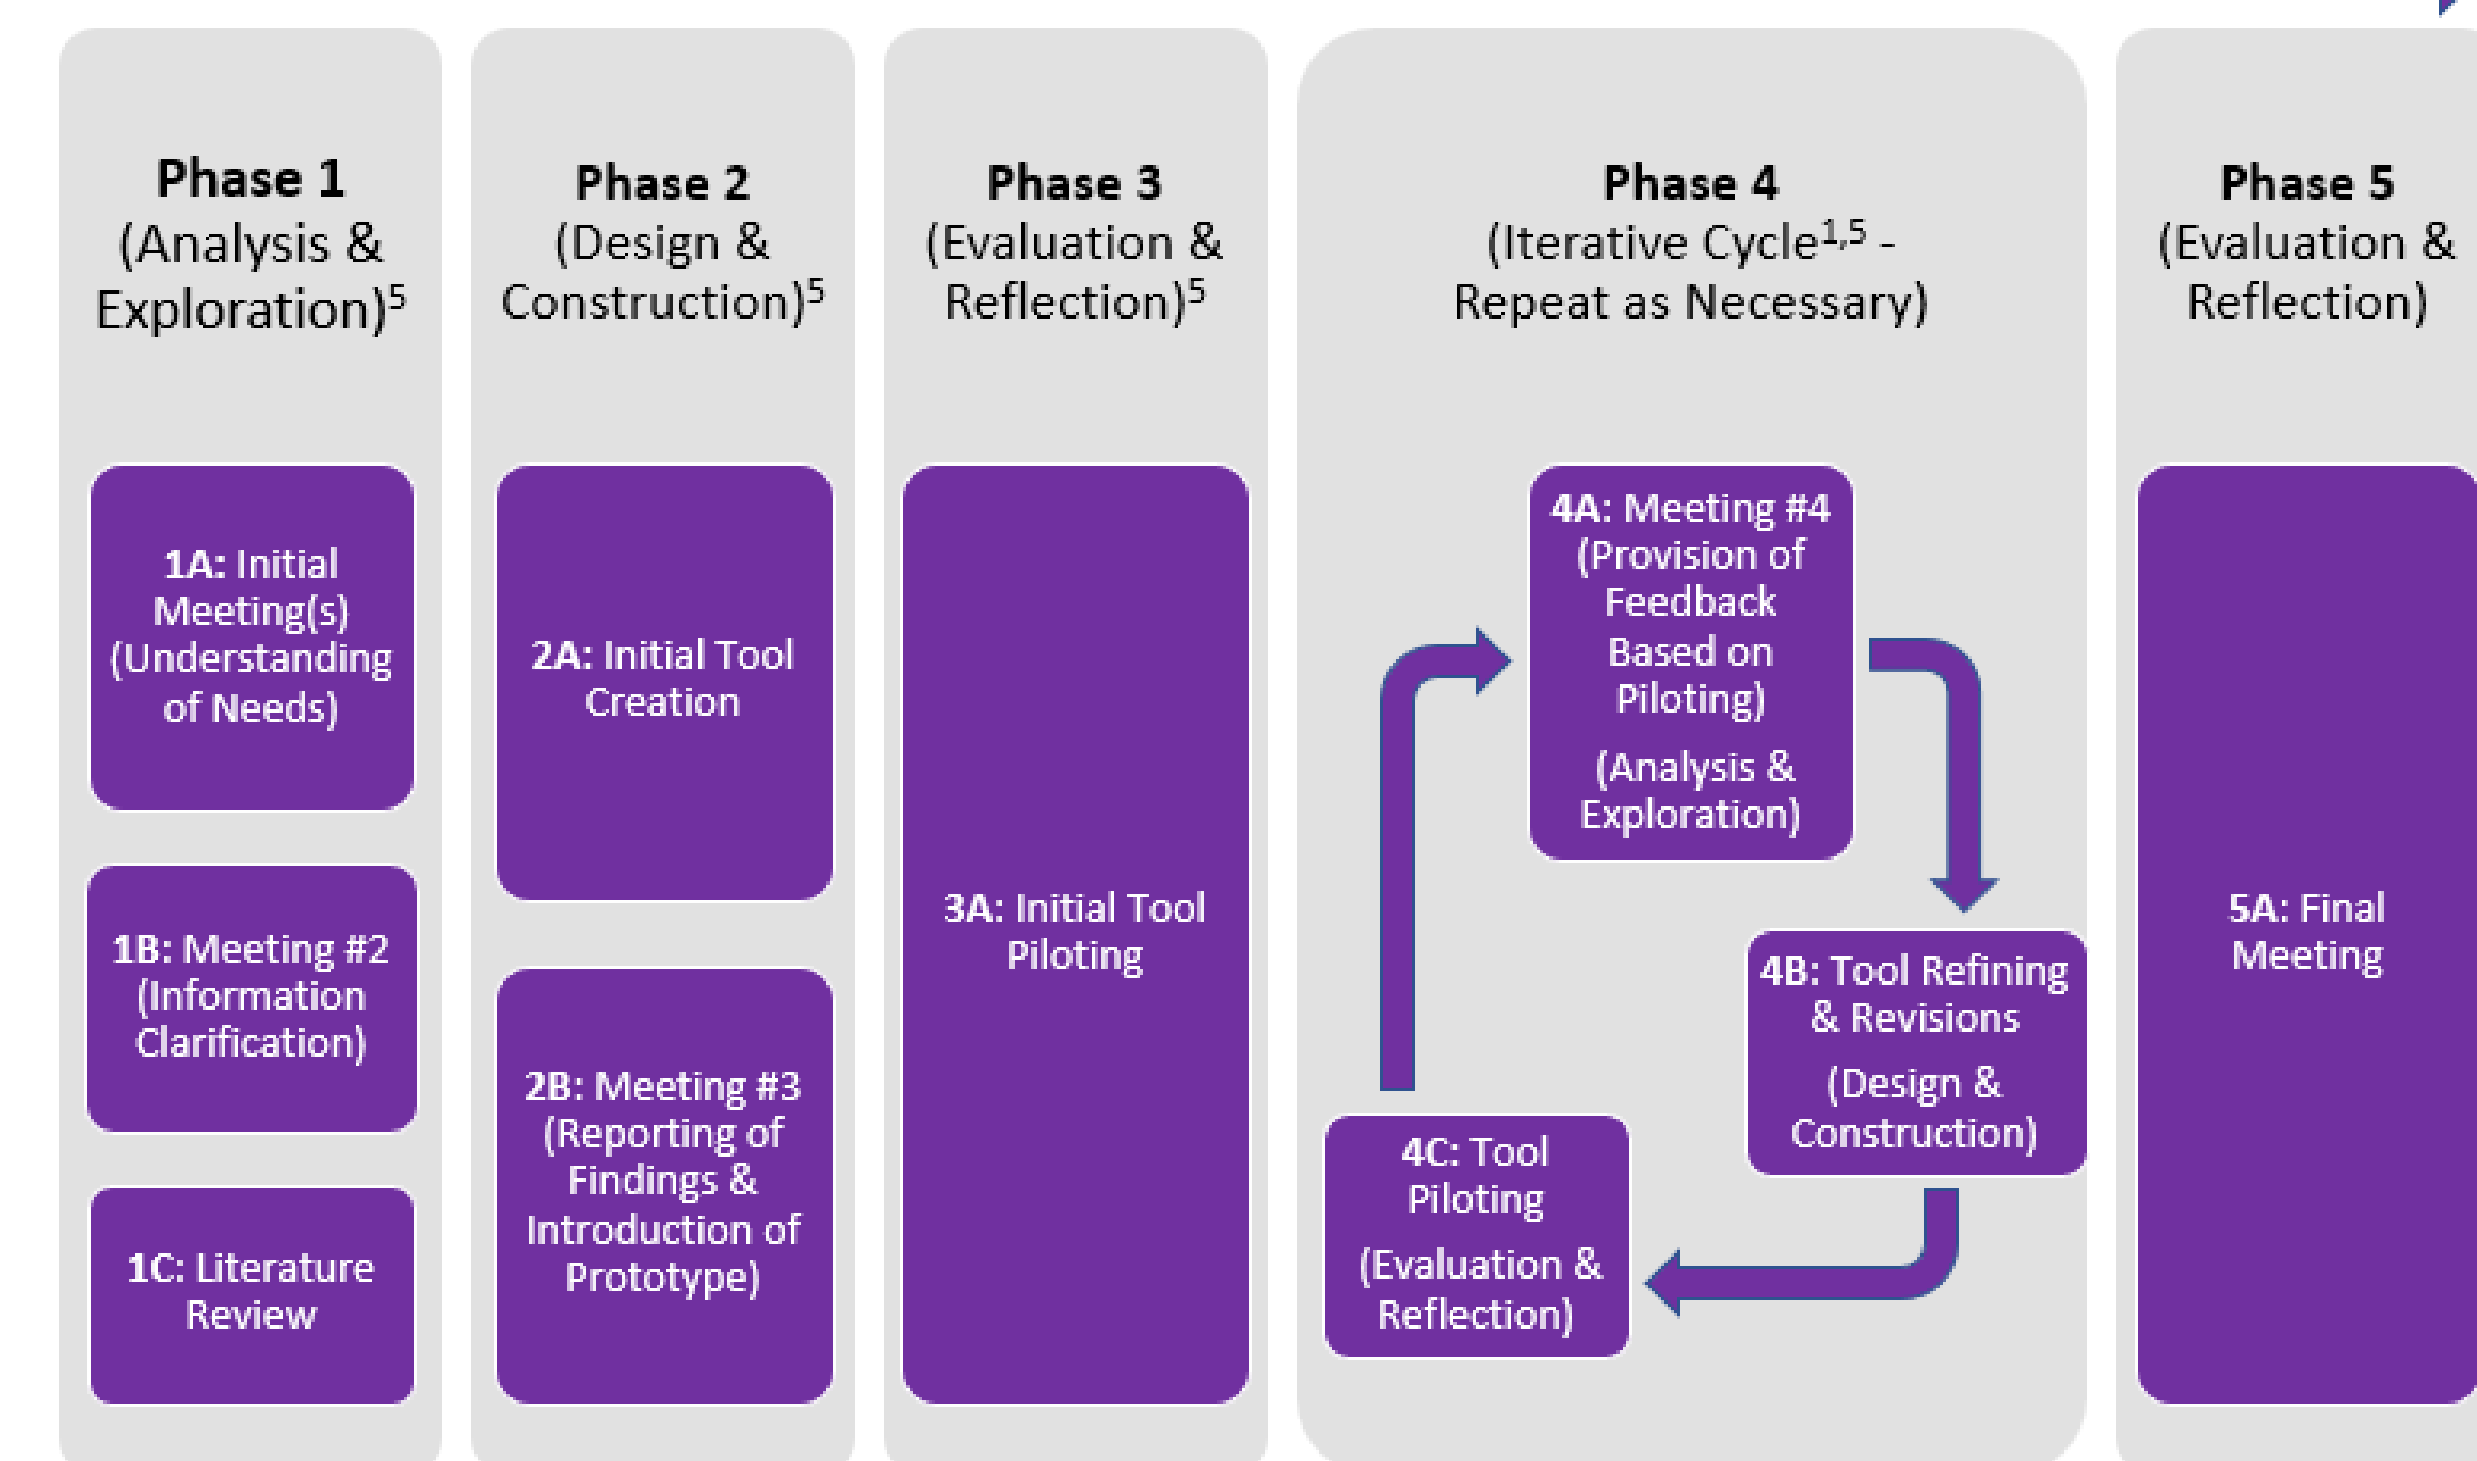 Phase 1
(Analysis &
Exploration)⁵
1A: Initial
Meeting(s)
(Understanding
of Needs)
1B: Meeting #2
(Information
Clarification)
1C: Literature
Review
Phase 2
(Design &
Construction)⁵
2A: Initial Tool
Creation
2B: Meeting #3
(Reporting of
Findings &
Introduction of
Prototype)
Phase 3
(Evaluation &
Reflection)⁵
3A: Initial Tool
Piloting
Phase 4
(Iterative Cycle¹,⁵ -
Repeat as Necessary)
4A: Meeting #4
(Provision of
Feedback
Based on
Piloting)
(Analysis &
Exploration)
4B: Tool Refining
& Revisions
(Design &
Construction)
4C: Tool
Piloting
(Evaluation &
Reflection)
Phase 5
(Evaluation &
Reflection)
5A: Final
Meeting